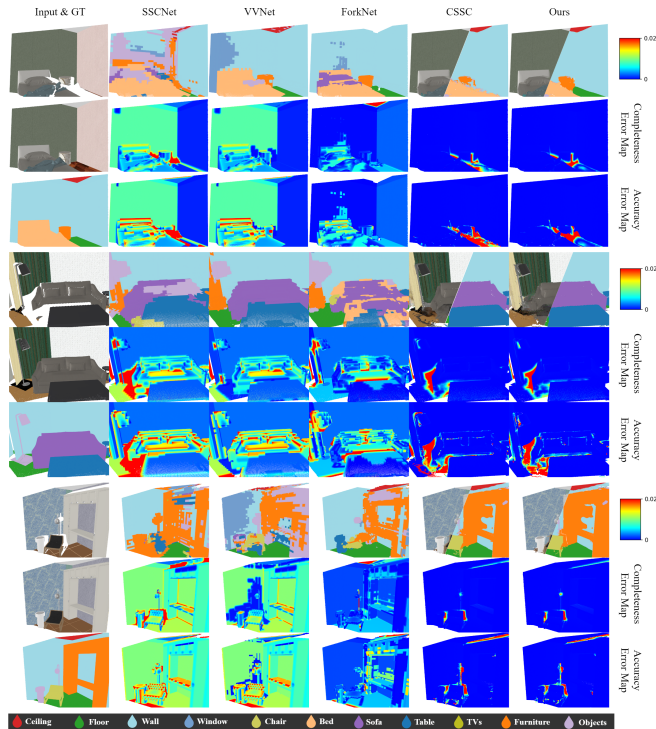 Input & GT SSCNet VVNet ForkNet CSSC Ours
0.02
0
Completeness
Error Map
Accuracy
Error Map
0.02
0
Completeness
Error Map
Accuracy
Error Map
0.02
0
Completeness
Error Map
Accuracy
Error Map
Ceiling Floor Wall Window Chair Bed Sofa Table TVs Furniture Objects